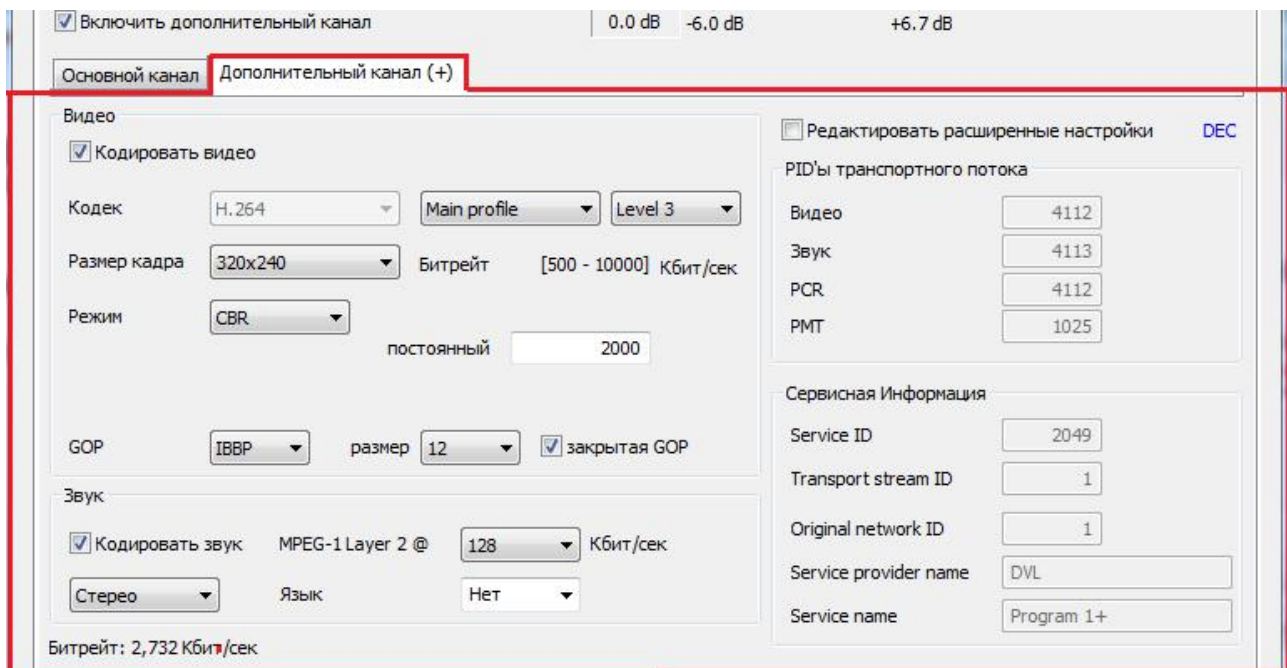 Включить дополнительный канал 0.0 dB -6.0 dB +6.7 dB
Основной канал Дополнительный канал (+)
Видео
Кодировать видео
Кодек H.264 Main profile Level 3
Размер кадра 320x240 Битрейт [500 - 10000] Кбит/сек
Режим CBR
постоянный 2000
GOP IBBP размер 12 закрытая GOP
Звук
Кодировать звук MPEG-1 Layer 2 @ 128 Кбит/сек
Стерео Язык Нет
Битрейт: 2,732 Кбит/сек
Редактировать расширенные настройки DEC
PID'ы транспортного потока
Видео 4112
Звук 4113
PCR 4112
PMT 1025
Сервисная Информация
Service ID 2049
Transport stream ID 1
Original network ID 1
Service provider name DVL
Service name Program 1+